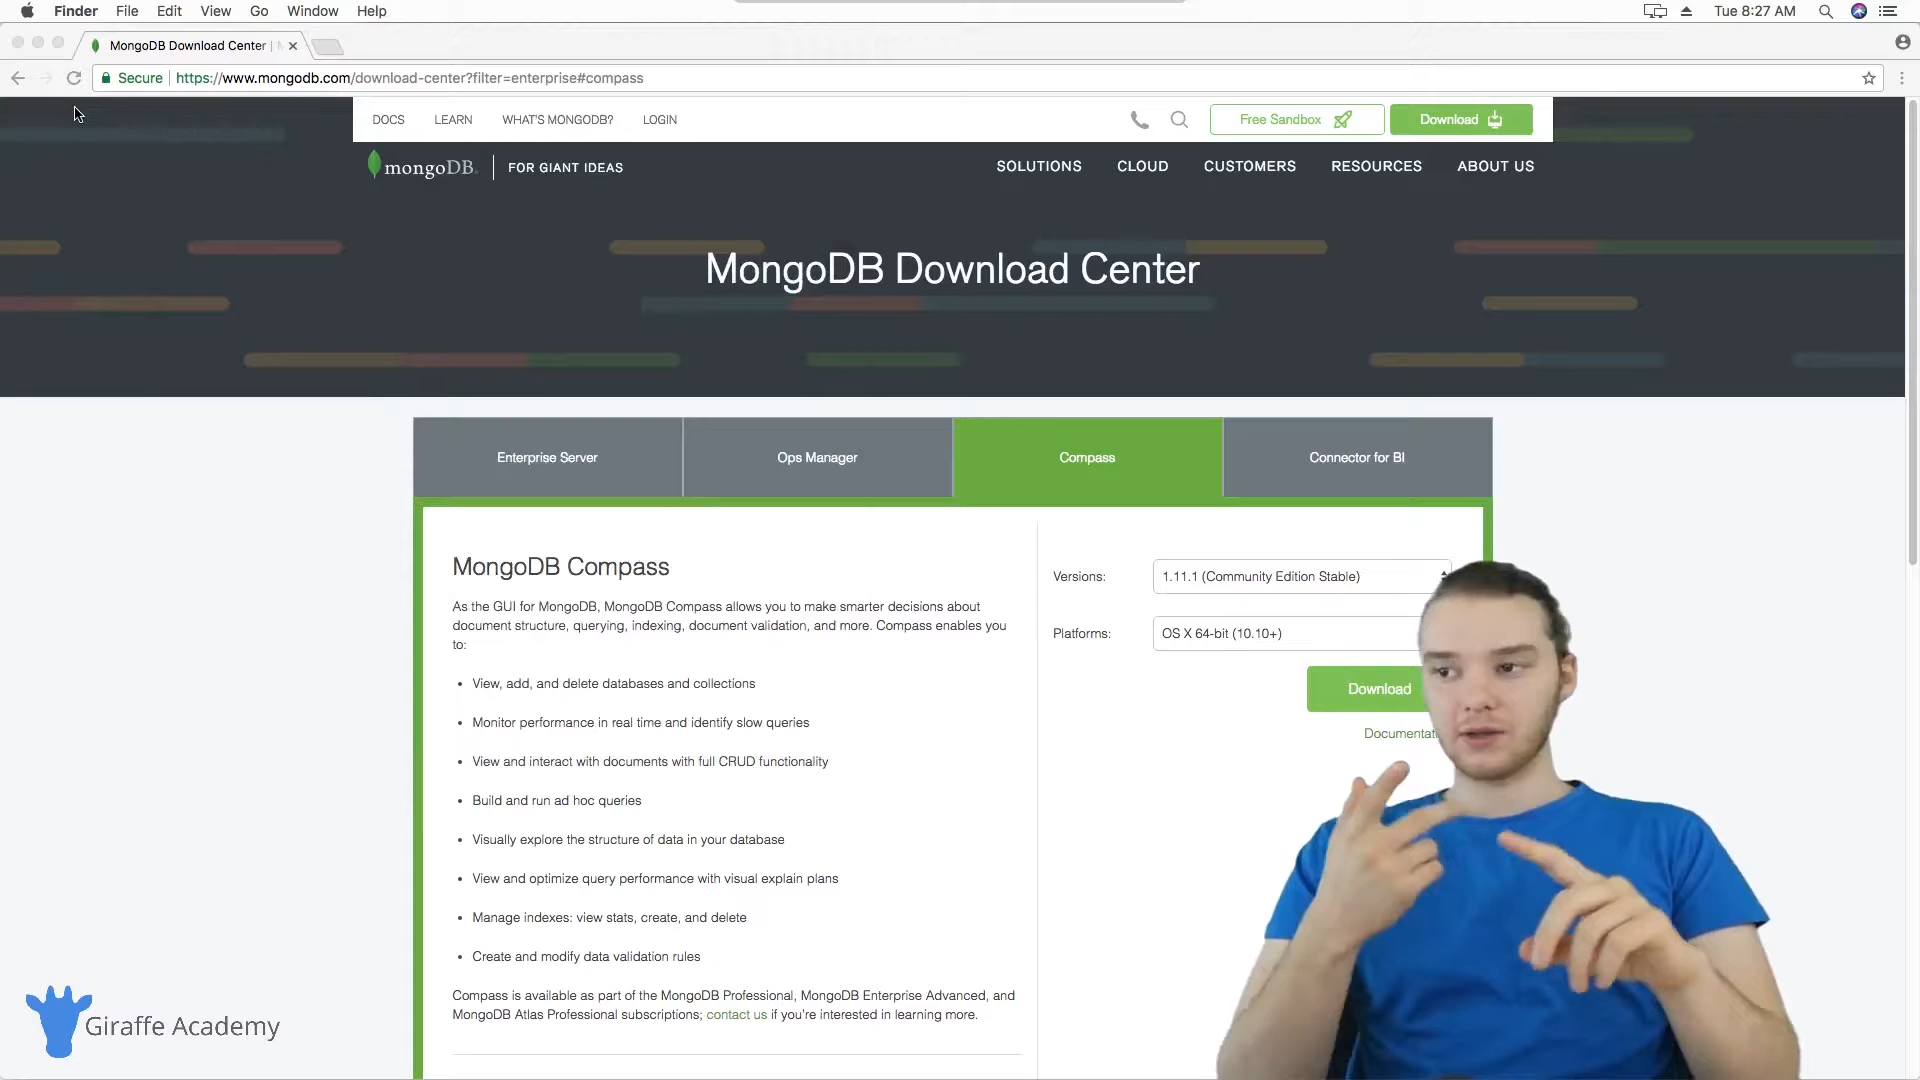 Finder File Edit View Go Window Help
Tue 8:27 AM
MongoDB Download Center |
Secure https://www.mongodb.com/download-center?filter=enterprise#compass
DOCS LEARN WHAT'S MONGODB? LOGIN
Free Sandbox
Download
mongoDB.
FOR GIANT IDEAS
SOLUTIONS CLOUD CUSTOMERS RESOURCES ABOUT US
MongoDB Download Center
Enterprise Server
Ops Manager
Compass
Connector for BI
MongoDB Compass
As the GUI for MongoDB, MongoDB Compass allows you to make smarter decisions about
document structure, querying, indexing, document validation, and more. Compass enables you
to:
• View, add, and delete databases and collections
• Monitor performance in real time and identify slow queries
• View and interact with documents with full CRUD functionality
• Build and run ad hoc queries
• Visually explore the structure of data in your database
• View and optimize query performance with visual explain plans
• Manage indexes: view stats, create, and delete
• Create and modify data validation rules
Compass is available as part of the MongoDB Professional, MongoDB Enterprise Advanced, and
MongoDB Atlas Professional subscriptions; contact us if you're interested in learning more.
Versions:
1.11.1 (Community Edition Stable)
Platforms:
OS X 64-bit (10.10+)
Download
Giraffe Academy